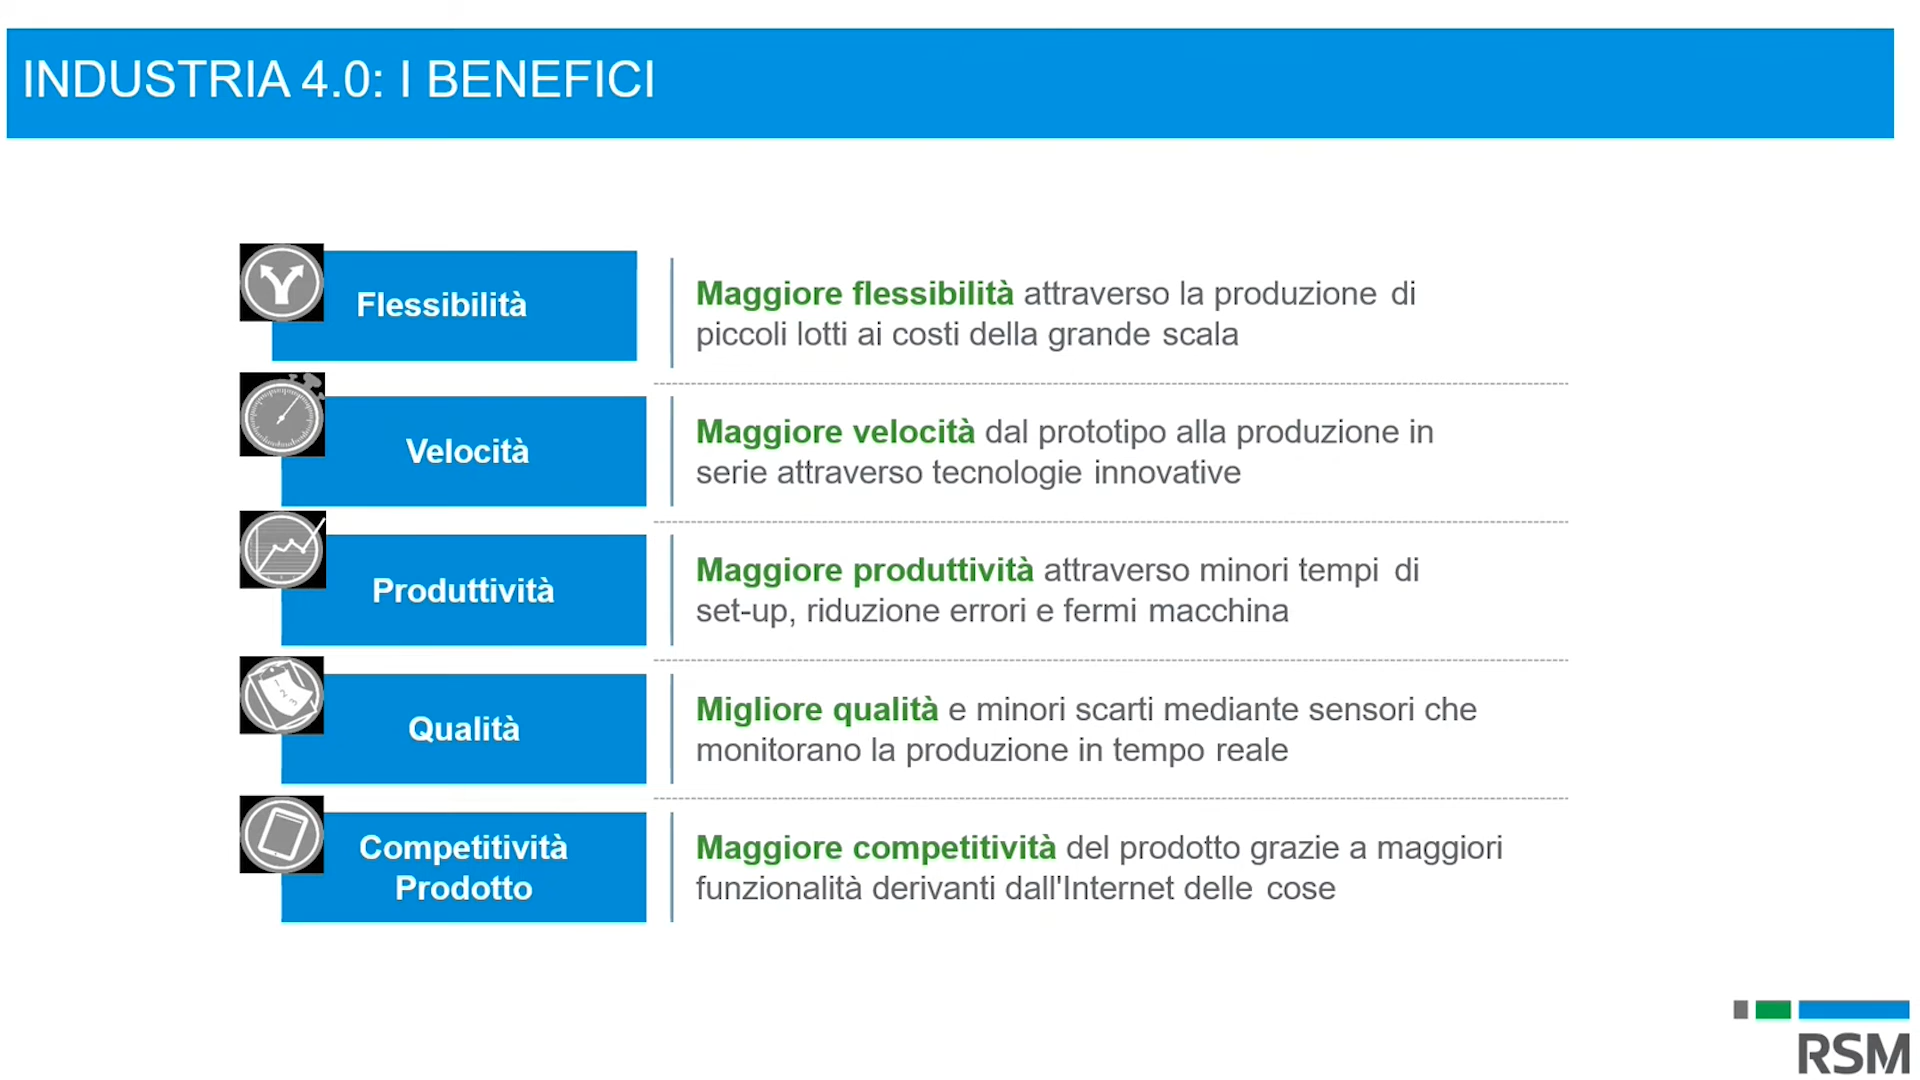 INDUSTRIA 4.0: I BENEFICI
Flessibilità
Maggiore flessibilità attraverso la produzione di
piccoli lotti ai costi della grande scala
Velocità
Maggiore velocità dal prototipo alla produzione in
serie attraverso tecnologie innovative
Produttività
Maggiore produttività attraverso minori tempi di
set-up, riduzione errori e fermi macchina
1
2
3
Qualità
Migliore qualità e minori scarti mediante sensori che
monitorano la produzione in tempo reale
Competitività
Prodotto
Maggiore competitività del prodotto grazie a maggiori
funzionalità derivanti dall'Internet delle cose
RSM